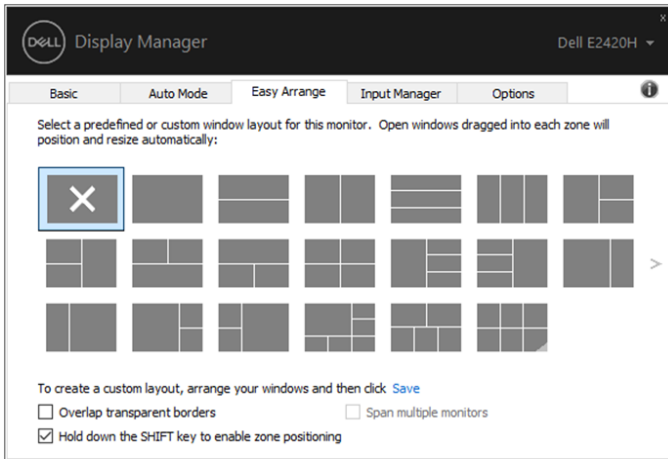 x
DELL Display Manager
Dell E2420H
Basic
Auto Mode
Easy Arrange
Input Manager
Options
i
Select a predefined or custom window layout for this monitor. Open windows dragged into each zone will
position and resize automatically:
>
To create a custom layout, arrange your windows and then click Save
Overlap transparent borders
Span multiple monitors
Hold down the SHIFT key to enable zone positioning